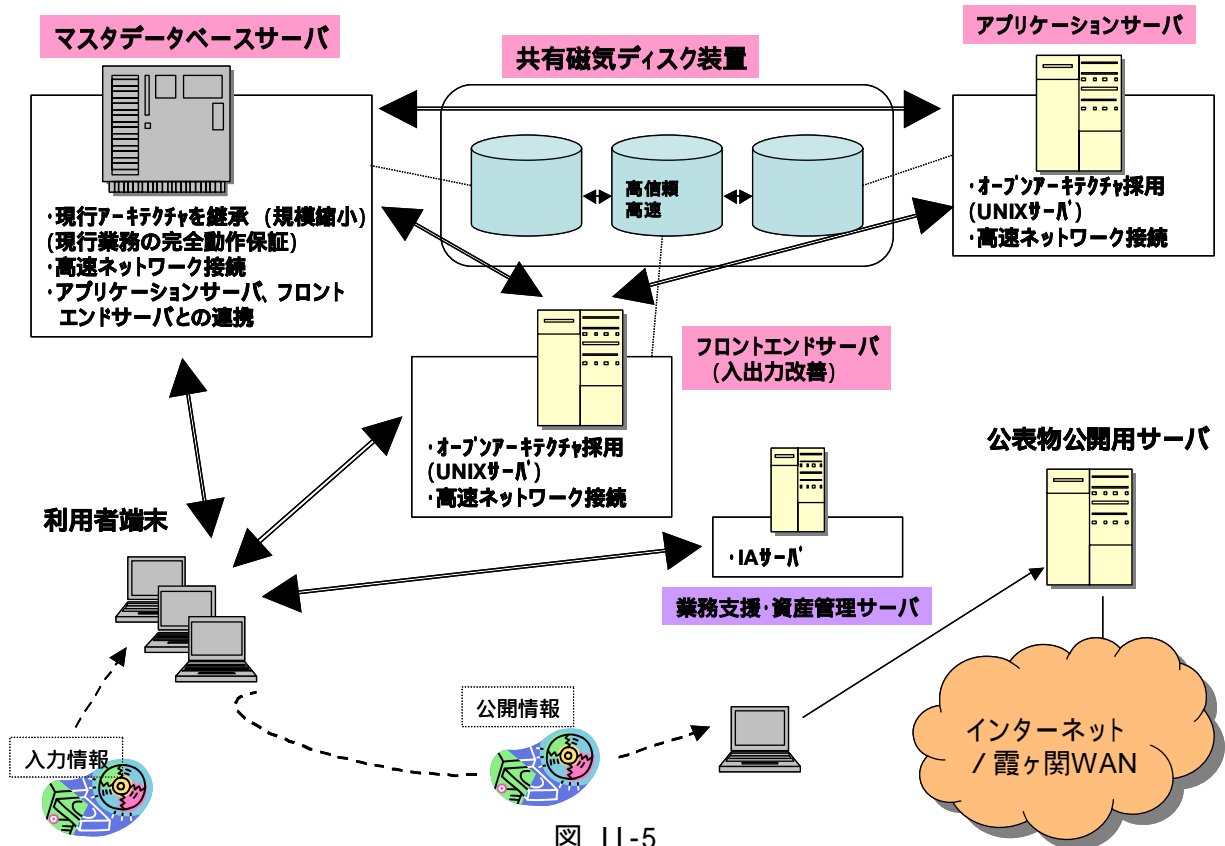 マスタデータベースサーバ
共有磁気ディスク装置
アプリケーションサーバ
高信頼
高速
・現行ｱｰｷﾃｸﾁｬを継承 (規模縮小)
(現行業務の完全動作保証)
・高速ネットワーク接続
・アプリケーションサーバ、フロント
エンドサーバとの連携
・ｵｰﾌﾟﾝｱｰｷﾃｸﾁｬ採用
(UNIXｻｰﾊﾞ)
・高速ネットワーク接続
フロントエンドサーバ
(入出力改善)
・ｵｰﾌﾟﾝｱｰｷﾃｸﾁｬ採用
(UNIXｻｰﾊﾞ)
・高速ネットワーク接続
公表物公開用サーバ
利用者端末
・IAｻｰﾊﾞ
業務支援・資産管理サーバ
公開情報
入力情報
インターネット
/ 霞ヶ関WAN
図 II-5